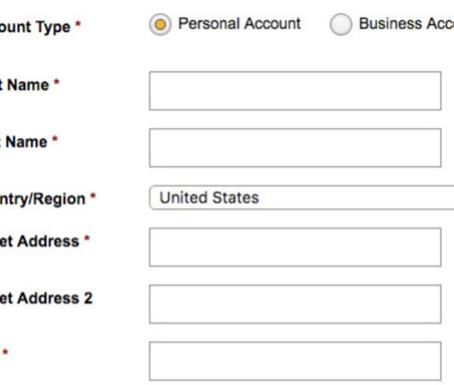 ount Type * Personal Account Business Acc
t Name *
t Name *
ntry/Region * United States
et Address *
et Address 2
*